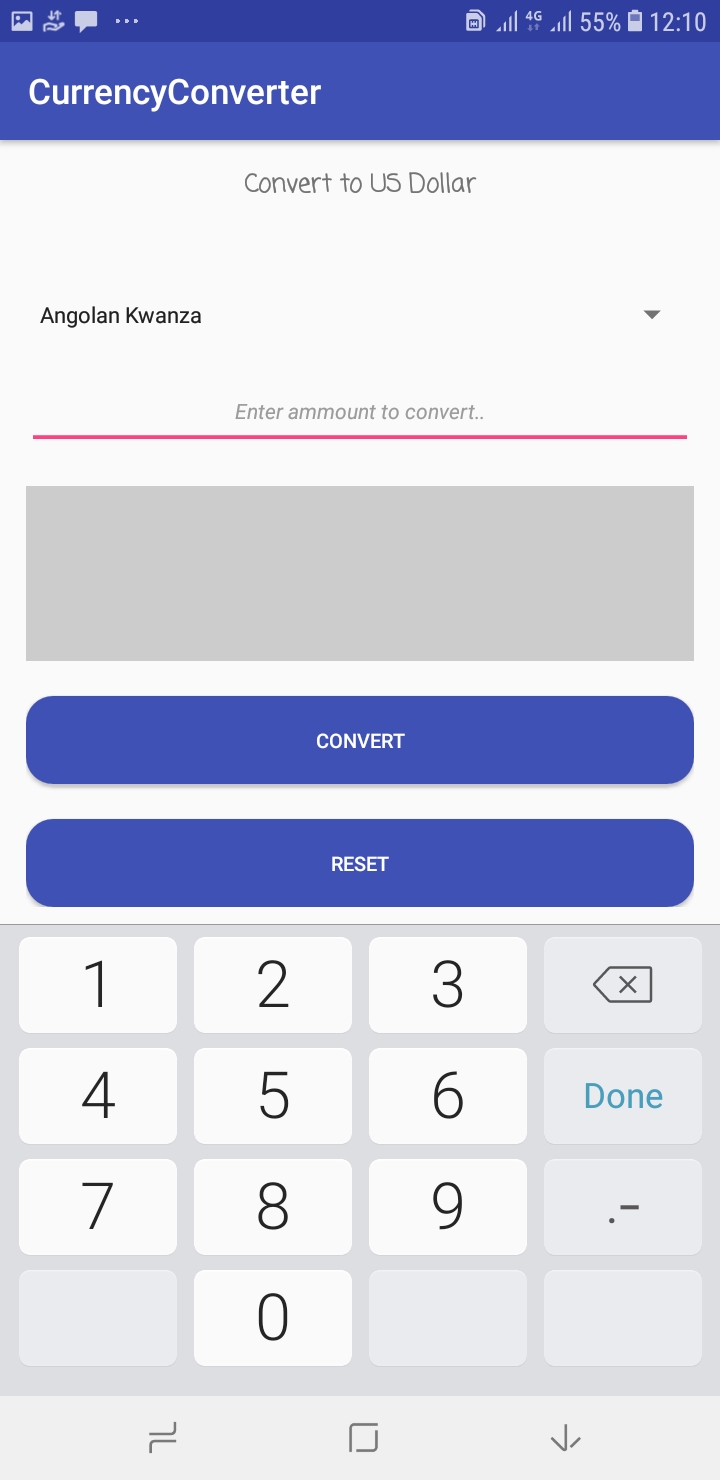 4G 55% 12:10
CurrencyConverter
Convert to US Dollar
Angolan Kwanza
Enter ammount to convert..
CONVERT
RESET
1 2 3
4 5 6 Done
7 8 9 .-
0